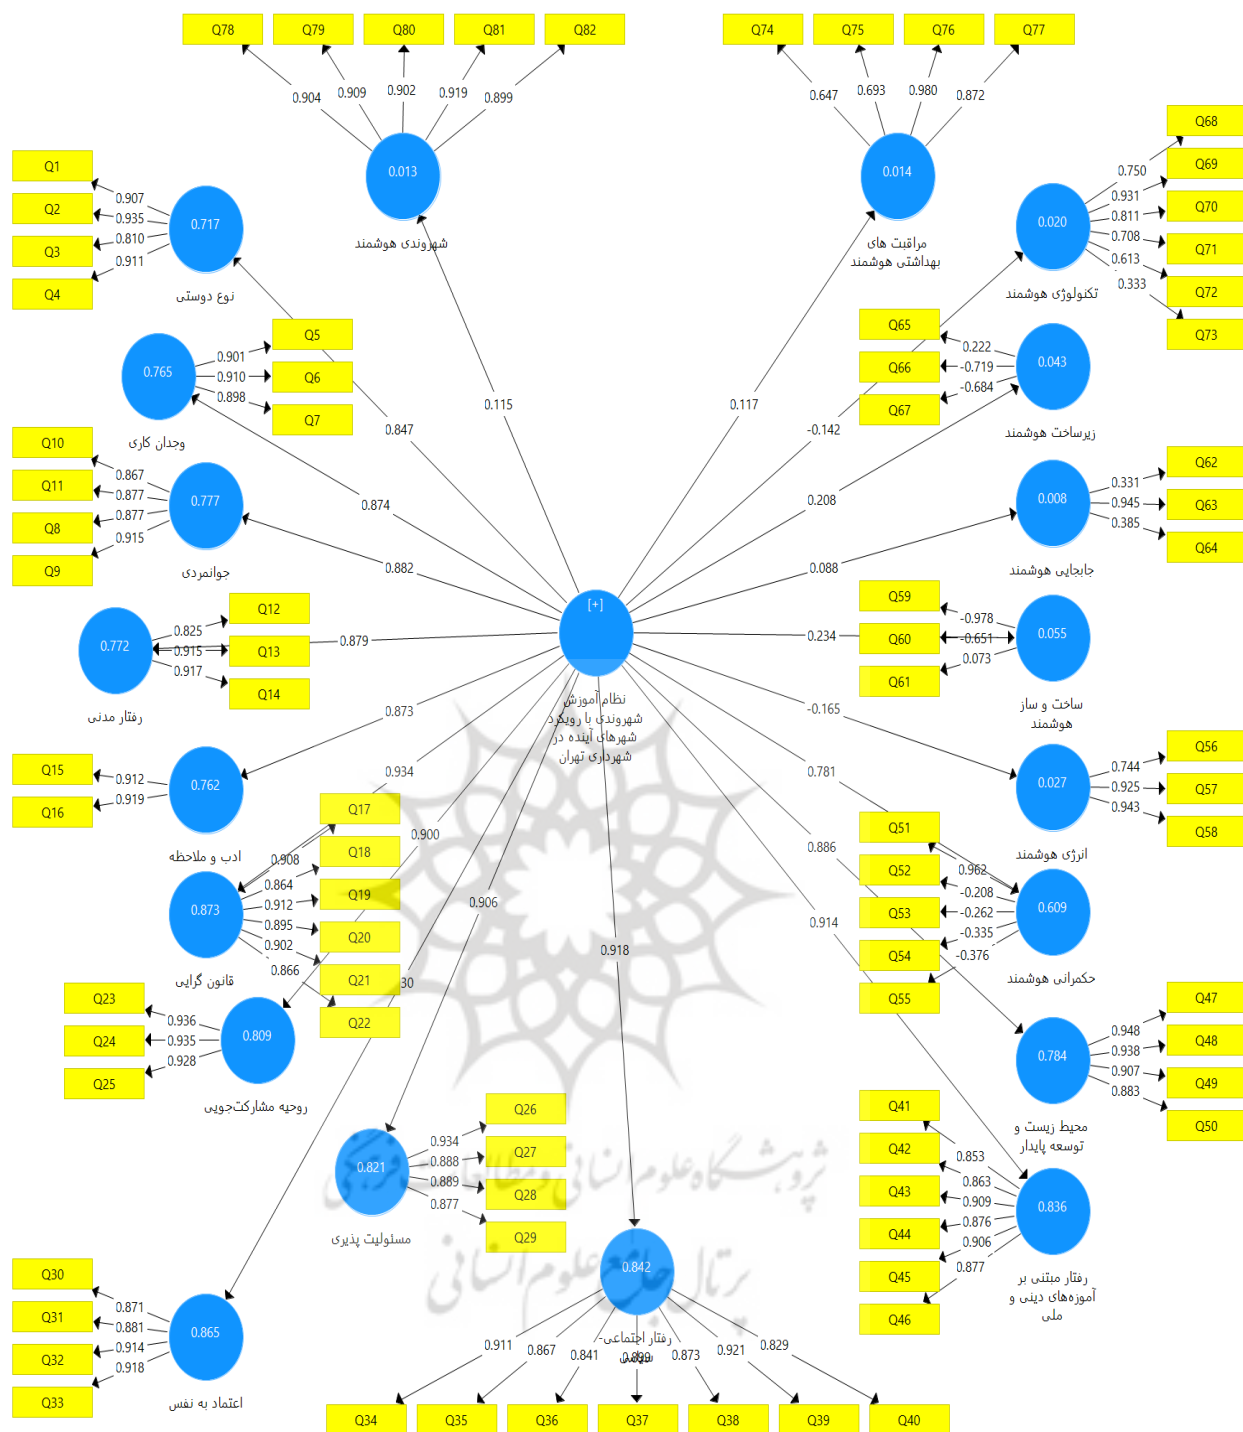 Q78 Q79 Q80 Q81 Q82
Q74 Q75 Q76 Q77
0.904 0.909 0.902 0.919 0.899
0.647 0.693 0.980 0.872
0.013
شهروندی هوشمند
0.014
مراقبت های
بهداشتی هوشمند
Q1
Q2
Q3
Q4
0.907
0.935
0.810
0.911
0.717
نوع دوستی
Q68
Q69
Q70
Q71
Q72
Q73
0.750
0.931
0.811
0.708
0.613
0.333
0.020
تکنولوژی هوشمند
Q5
Q6
Q7
0.901
0.910
0.898
0.765
وجدان کاری
Q65
Q66
Q67
0.222
-0.719
-0.684
0.043
زیرساخت هوشمند
Q10
Q11
Q8
Q9
0.867
0.877
0.877
0.915
0.777
جوانمردی
Q62
Q63
Q64
0.331
0.945
0.385
0.008
جابجایی هوشمند
Q12
Q13
Q14
0.825
0.915
0.917
0.772
رفتار مدنی
Q59
Q60
Q61
-0.978
-0.651
0.073
0.055
ساخت و ساز
هوشمند
0.115
0.117
0.847
-0.142
0.874
0.208
0.882
0.088
0.879
0.234
0.873
-0.165
0.934
0.781
0.900
0.886
0.906
0.914
0.918
30
[+]
نظام آموزش
شهروندی با رویکرد
شهرهای آینده در
شهرداری تهران
Q15
Q16
0.912
0.919
0.762
ادب و ملاحظه
Q56
Q57
Q58
0.744
0.925
0.943
0.027
انرژی هوشمند
Q17
Q18
Q19
Q20
Q21
Q22
0.908
0.864
0.912
0.895
0.902
0.866
0.873
قانون گرایی
Q51
Q52
Q53
Q54
Q55
0.962
-0.208
-0.262
-0.335
-0.376
0.609
حکمرانی هوشمند
Q23
Q24
Q25
0.936
0.935
0.928
0.809
روحیه مشارکت‌جویی
Q47
Q48
Q49
Q50
0.948
0.938
0.907
0.883
0.784
محیط زیست و
توسعه پایدار
Q26
Q27
Q28
Q29
0.934
0.888
0.889
0.877
0.821
مسئولیت پذیری
Q41
Q42
Q43
Q44
Q45
Q46
0.853
0.863
0.909
0.876
0.906
0.877
0.836
رفتار مبتنی بر
آموزه‌های دینی و
ملی
پژوهشگاه علوم انسانی و مطالعات فرهنگی
پرتال جامع علوم انسانی
Q30
Q31
Q32
Q33
0.871
0.881
0.914
0.918
0.865
اعتماد به نفس
0.842
رفتار اجتماعی-
سیاسی
0.911 0.867 0.841 0.899 0.873 0.921 0.829
Q34 Q35 Q36 Q37 Q38 Q39 Q40